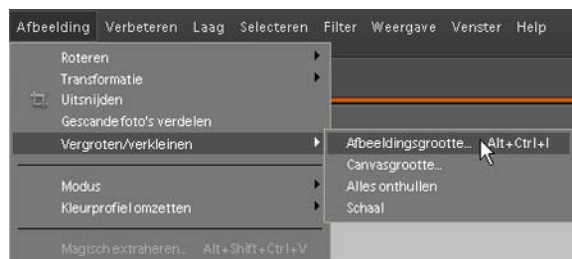 Afbeelding Verbeteren Laag Selecteren Filter Weergave Venster Help
Roteren
Transformatie
Uitsnijden
Gescande foto's verdelen
Vergroten/verkleinen
Afbeeldingsgrootte... Alt+Ctrl+I
Canvasgrootte...
Modus
Alles onthullen
Kleurprofiel omzetten
Schaal
Magisch extraheren... Alt+Shift+Ctrl+V